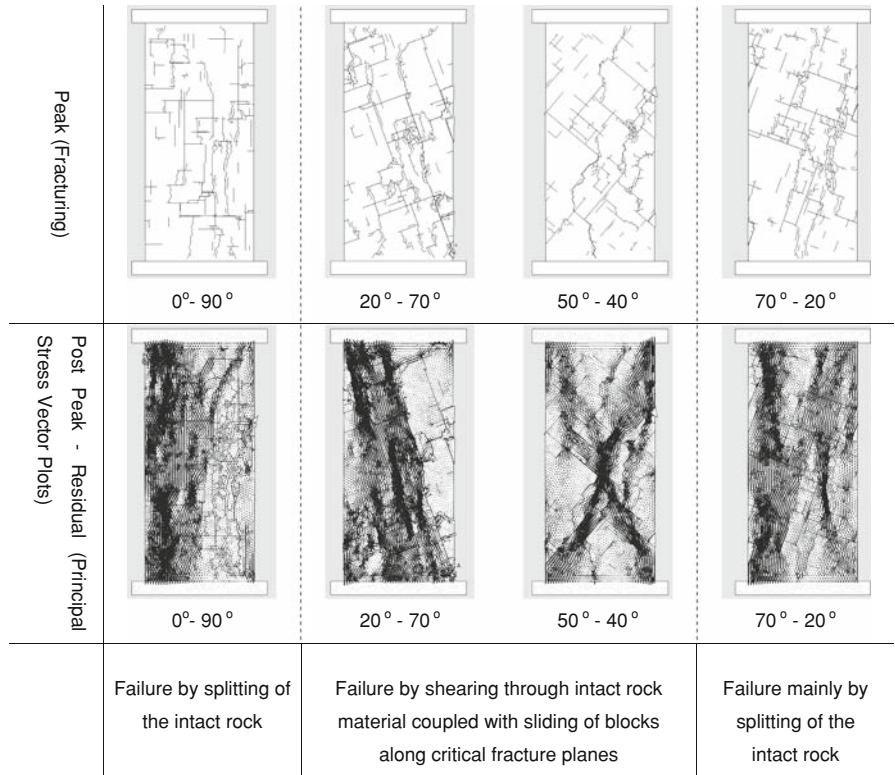 Peak (Fracturing)
0°- 90°
20° - 70°
50° - 40°
70° - 20°
Post Peak - Residual (Principal
Stress Vector Plots)
0°- 90°
20° - 70°
50° - 40°
70° - 20°
Failure by splitting of
the intact rock
Failure by shearing through intact rock
material coupled with sliding of blocks
along critical fracture planes
Failure mainly by
splitting of the
intact rock